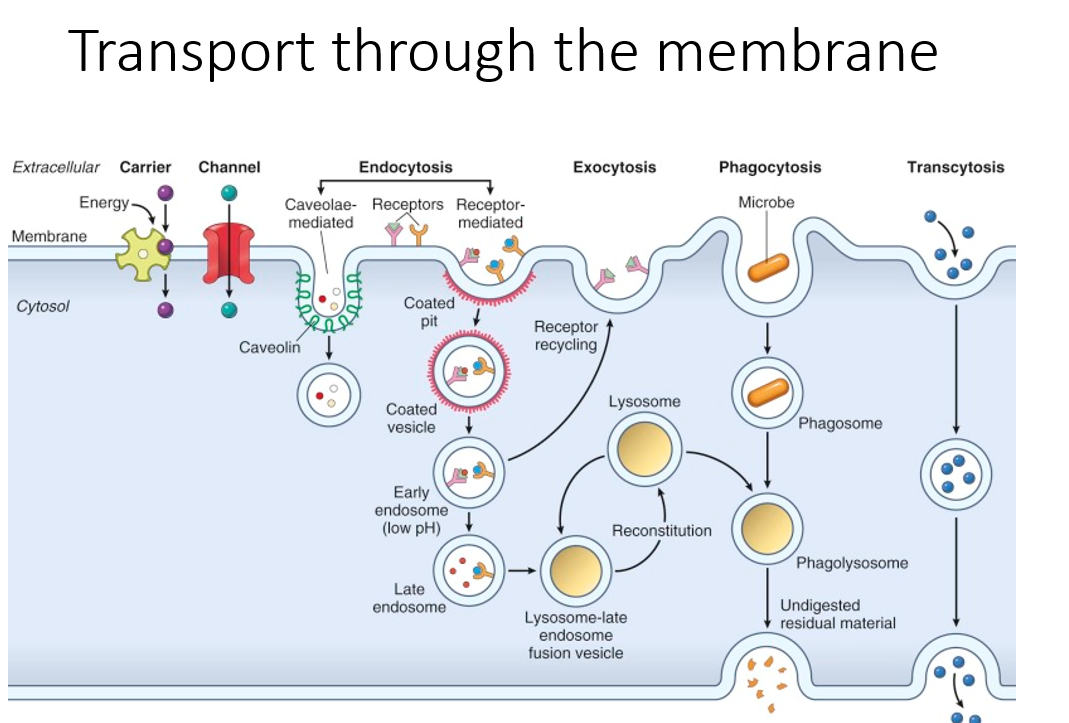 Transport through the membrane
Extracellular Carrier Channel Endocytosis Exocytosis Phagocytosis Transcytosis
Energy
Caveolae-
mediated
Receptors
Receptor-
mediated
Microbe
Membrane
Cytosol
Coated
pit
Caveolin
Receptor
recycling
Coated
vesicle
Lysosome
Phagosome
Early
endosome
(low pH)
Reconstitution
Late
endosome
Phagolysosome
Lysosome-late
endosome
fusion vesicle
Undigested
residual material